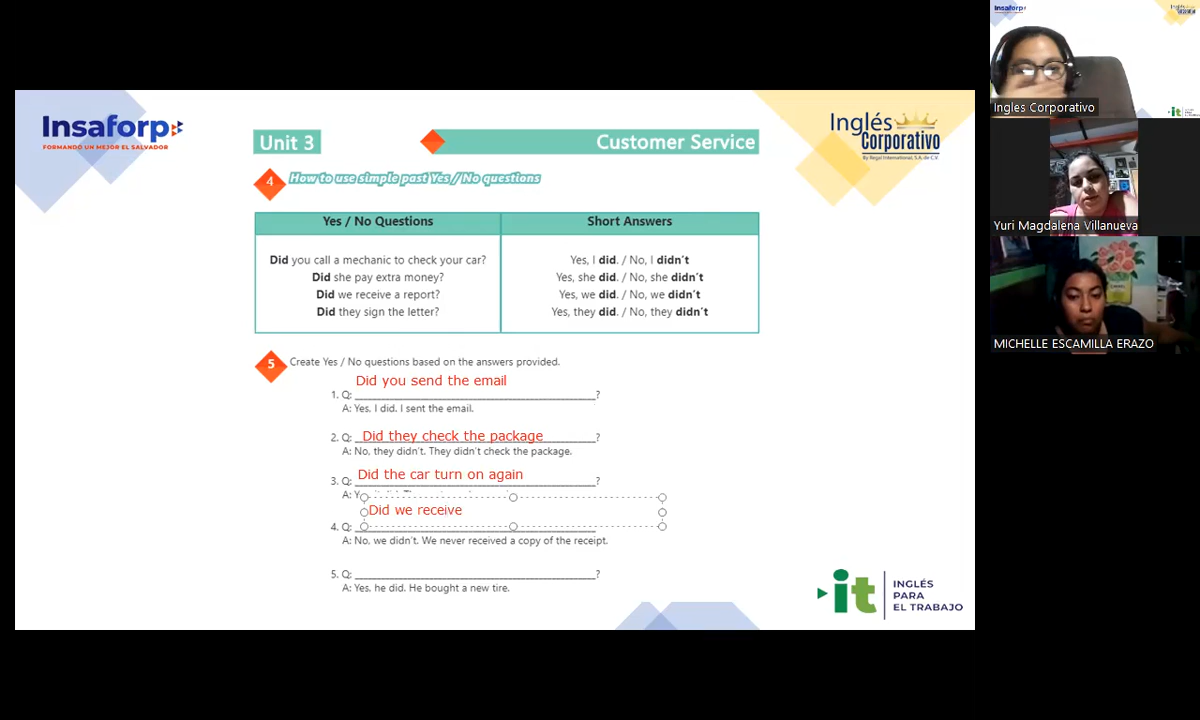 Insaforp
FORMANDO UN MEJOR EL SALVADOR
Unit 3
Customer Service
Inglés
Corporativo
By Regal International, S.A. de C.V.
4
How to use simple past Yes / No questions
Yes / No Questions
Short Answers
Did you call a mechanic to check your car?
Yes, I did. / No, I didn't
Did she pay extra money?
Yes, she did. / No, she didn't
Did we receive a report?
Yes, we did. / No, we didn't
Did they sign the letter?
Yes, they did. / No, they didn't
5
Create Yes / No questions based on the answers provided.
Did you send the email
1. Q: ?
A: Yes, I did. I sent the email.
Did they check the package
2. Q: ?
A: No, they didn't. They didn't check the package.
Did the car turn on again
3. Q: ?
Did we receive
4. Q:
A: No, we didn't. We never received a copy of the receipt.
5. Q: ?
A: Yes, he did. He bought a new tire.
it
INGLÉS
PARA
EL TRABAJO
Insaforp
Ingles Corporativo
it
Yuri Magdalena Villanueva
MICHELLE ESCAMILLA ERAZO